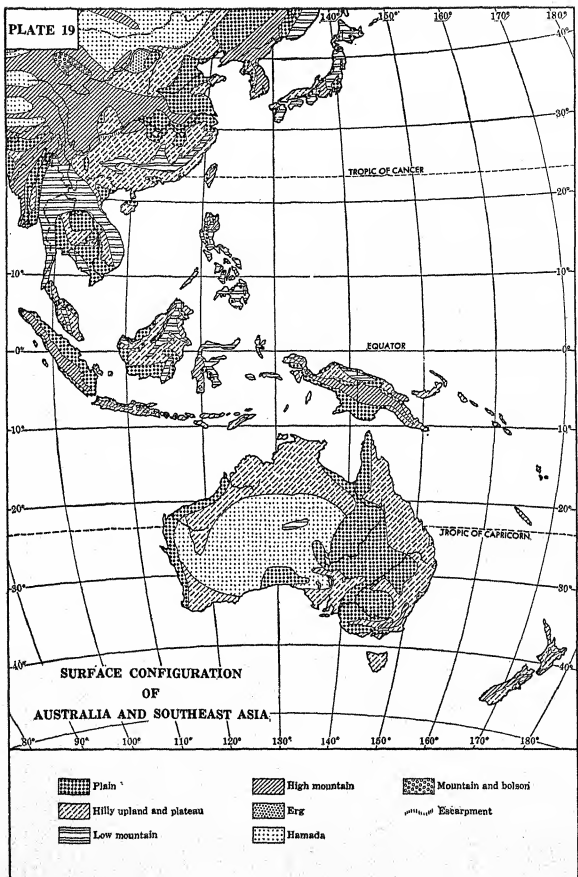 PLATE 19
140° 150° 160° 170° 180°
40° 40°
30° 30°
TROPIC OF CANCER
20° 20°
10° 10°
0° EQUATOR 0°
10° 10°
20° 20°
TROPIC OF CAPRICORN
30° 30°
40° 40°
SURFACE CONFIGURATION
OF
AUSTRALIA AND SOUTHEAST ASIA
80° 90° 100° 110° 120° 130° 140° 150° 160° 170° 180°
Plain High mountain Mountain and bolson
Hilly upland and plateau Erg Escarpment
Low mountain Hamada